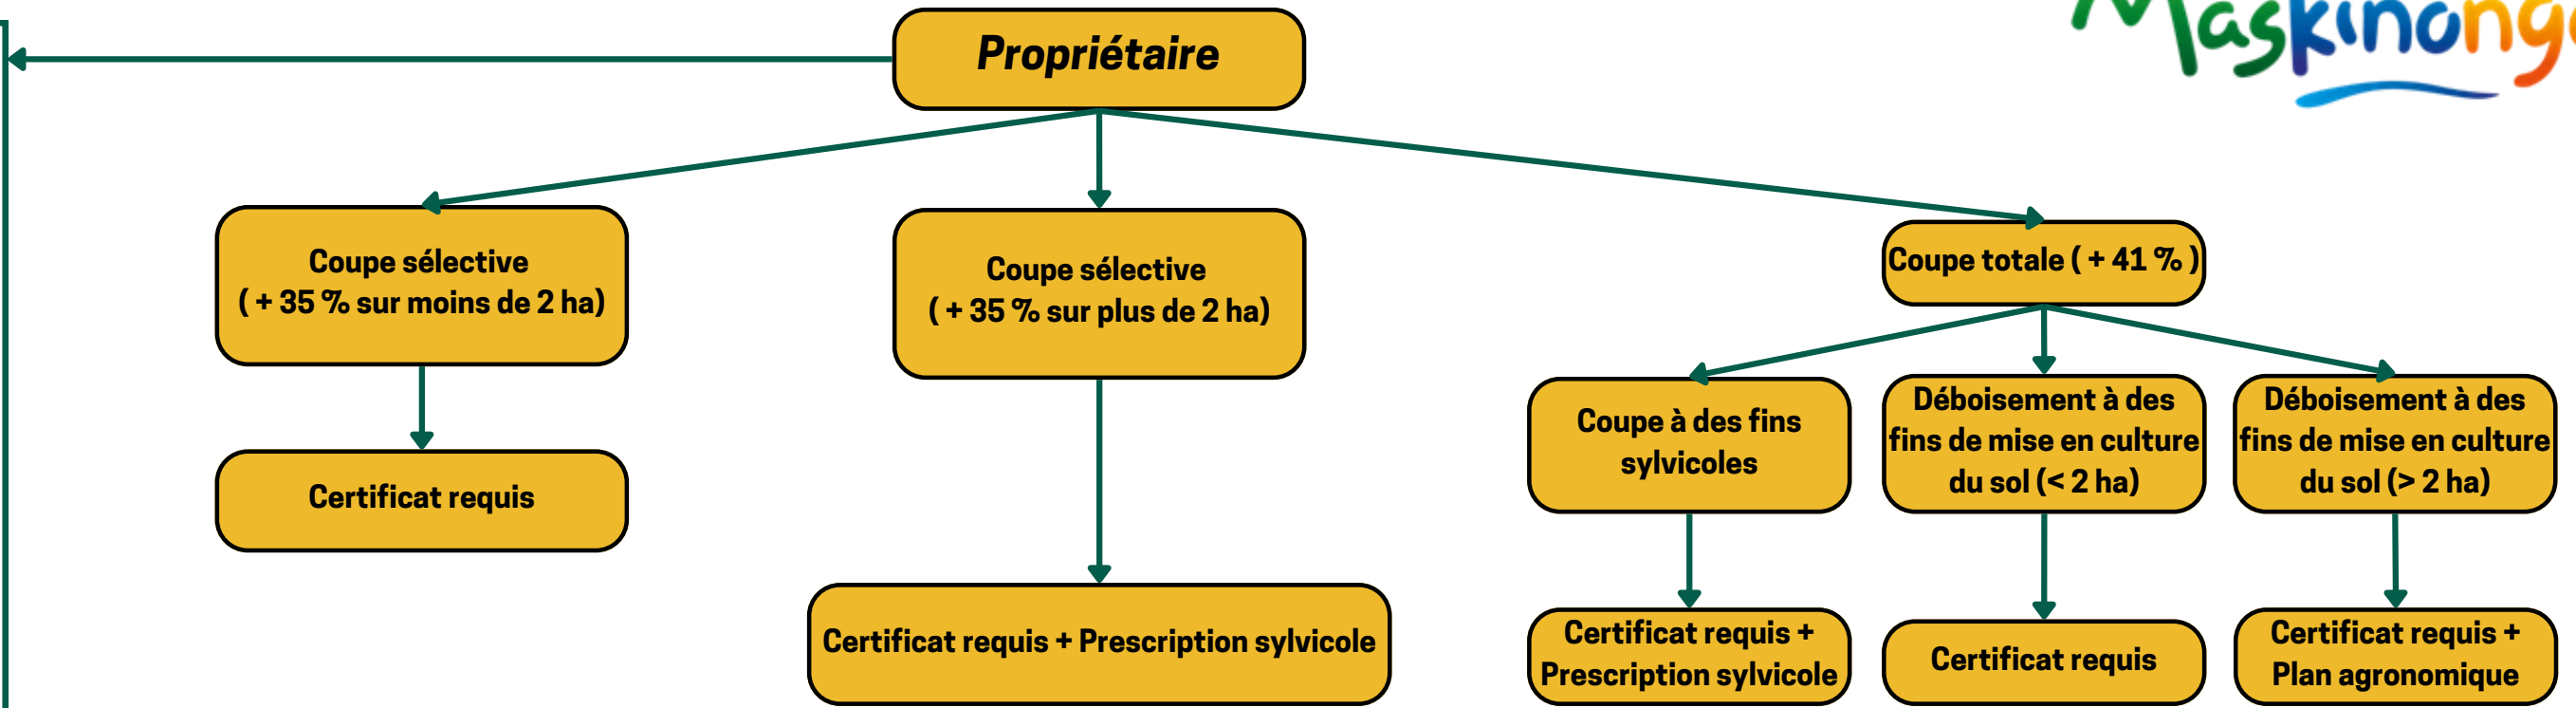 Maskinongé
Propriétaire
Coupe sélective
( + 35 % sur moins de 2 ha)
Coupe sélective
( + 35 % sur plus de 2 ha)
Coupe totale ( + 41 % )
Certificat requis
Coupe à des fins
sylvicoles
Déboisement à des
fins de mise en culture
du sol (< 2 ha)
Déboisement à des
fins de mise en culture
du sol (> 2 ha)
Certificat requis + Prescription sylvicole
Certificat requis +
Prescription sylvicole
Certificat requis
Certificat requis +
Plan agronomique